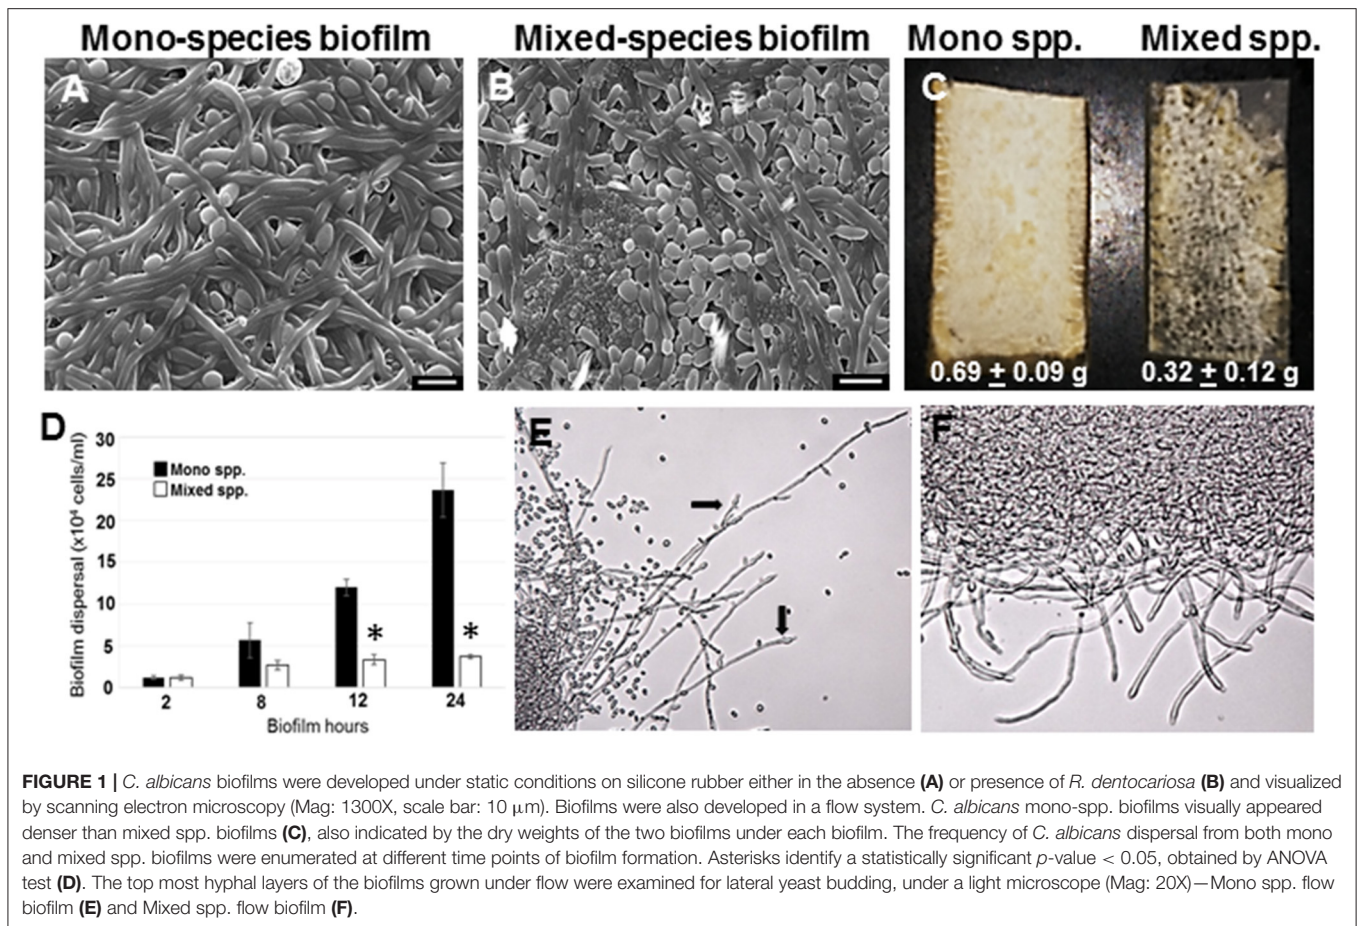 Mono-species biofilm
Mixed-species biofilm
Mono spp.
Mixed spp.
A
B
C
0.69 ± 0.09 g
0.32 ± 0.12 g
D
Biofilm dispersal (x10⁴ cells/ml)
30
25
20
15
10
5
0
Mono spp.
Mixed spp.
*
*
2
8
12
24
Biofilm hours
E
F
FIGURE 1 | C. albicans biofilms were developed under static conditions on silicone rubber either in the absence (A) or presence of R. dentocariosa (B) and visualized
by scanning electron microscopy (Mag: 1300X, scale bar: 10 μm). Biofilms were also developed in a flow system. C. albicans mono-spp. biofilms visually appeared
denser than mixed spp. biofilms (C), also indicated by the dry weights of the two biofilms under each biofilm. The frequency of C. albicans dispersal from both mono
and mixed spp. biofilms were enumerated at different time points of biofilm formation. Asterisks identify a statistically significant p-value < 0.05, obtained by ANOVA
test (D). The top most hyphal layers of the biofilms grown under flow were examined for lateral yeast budding, under a light microscope (Mag: 20X)—Mono spp. flow
biofilm (E) and Mixed spp. flow biofilm (F).